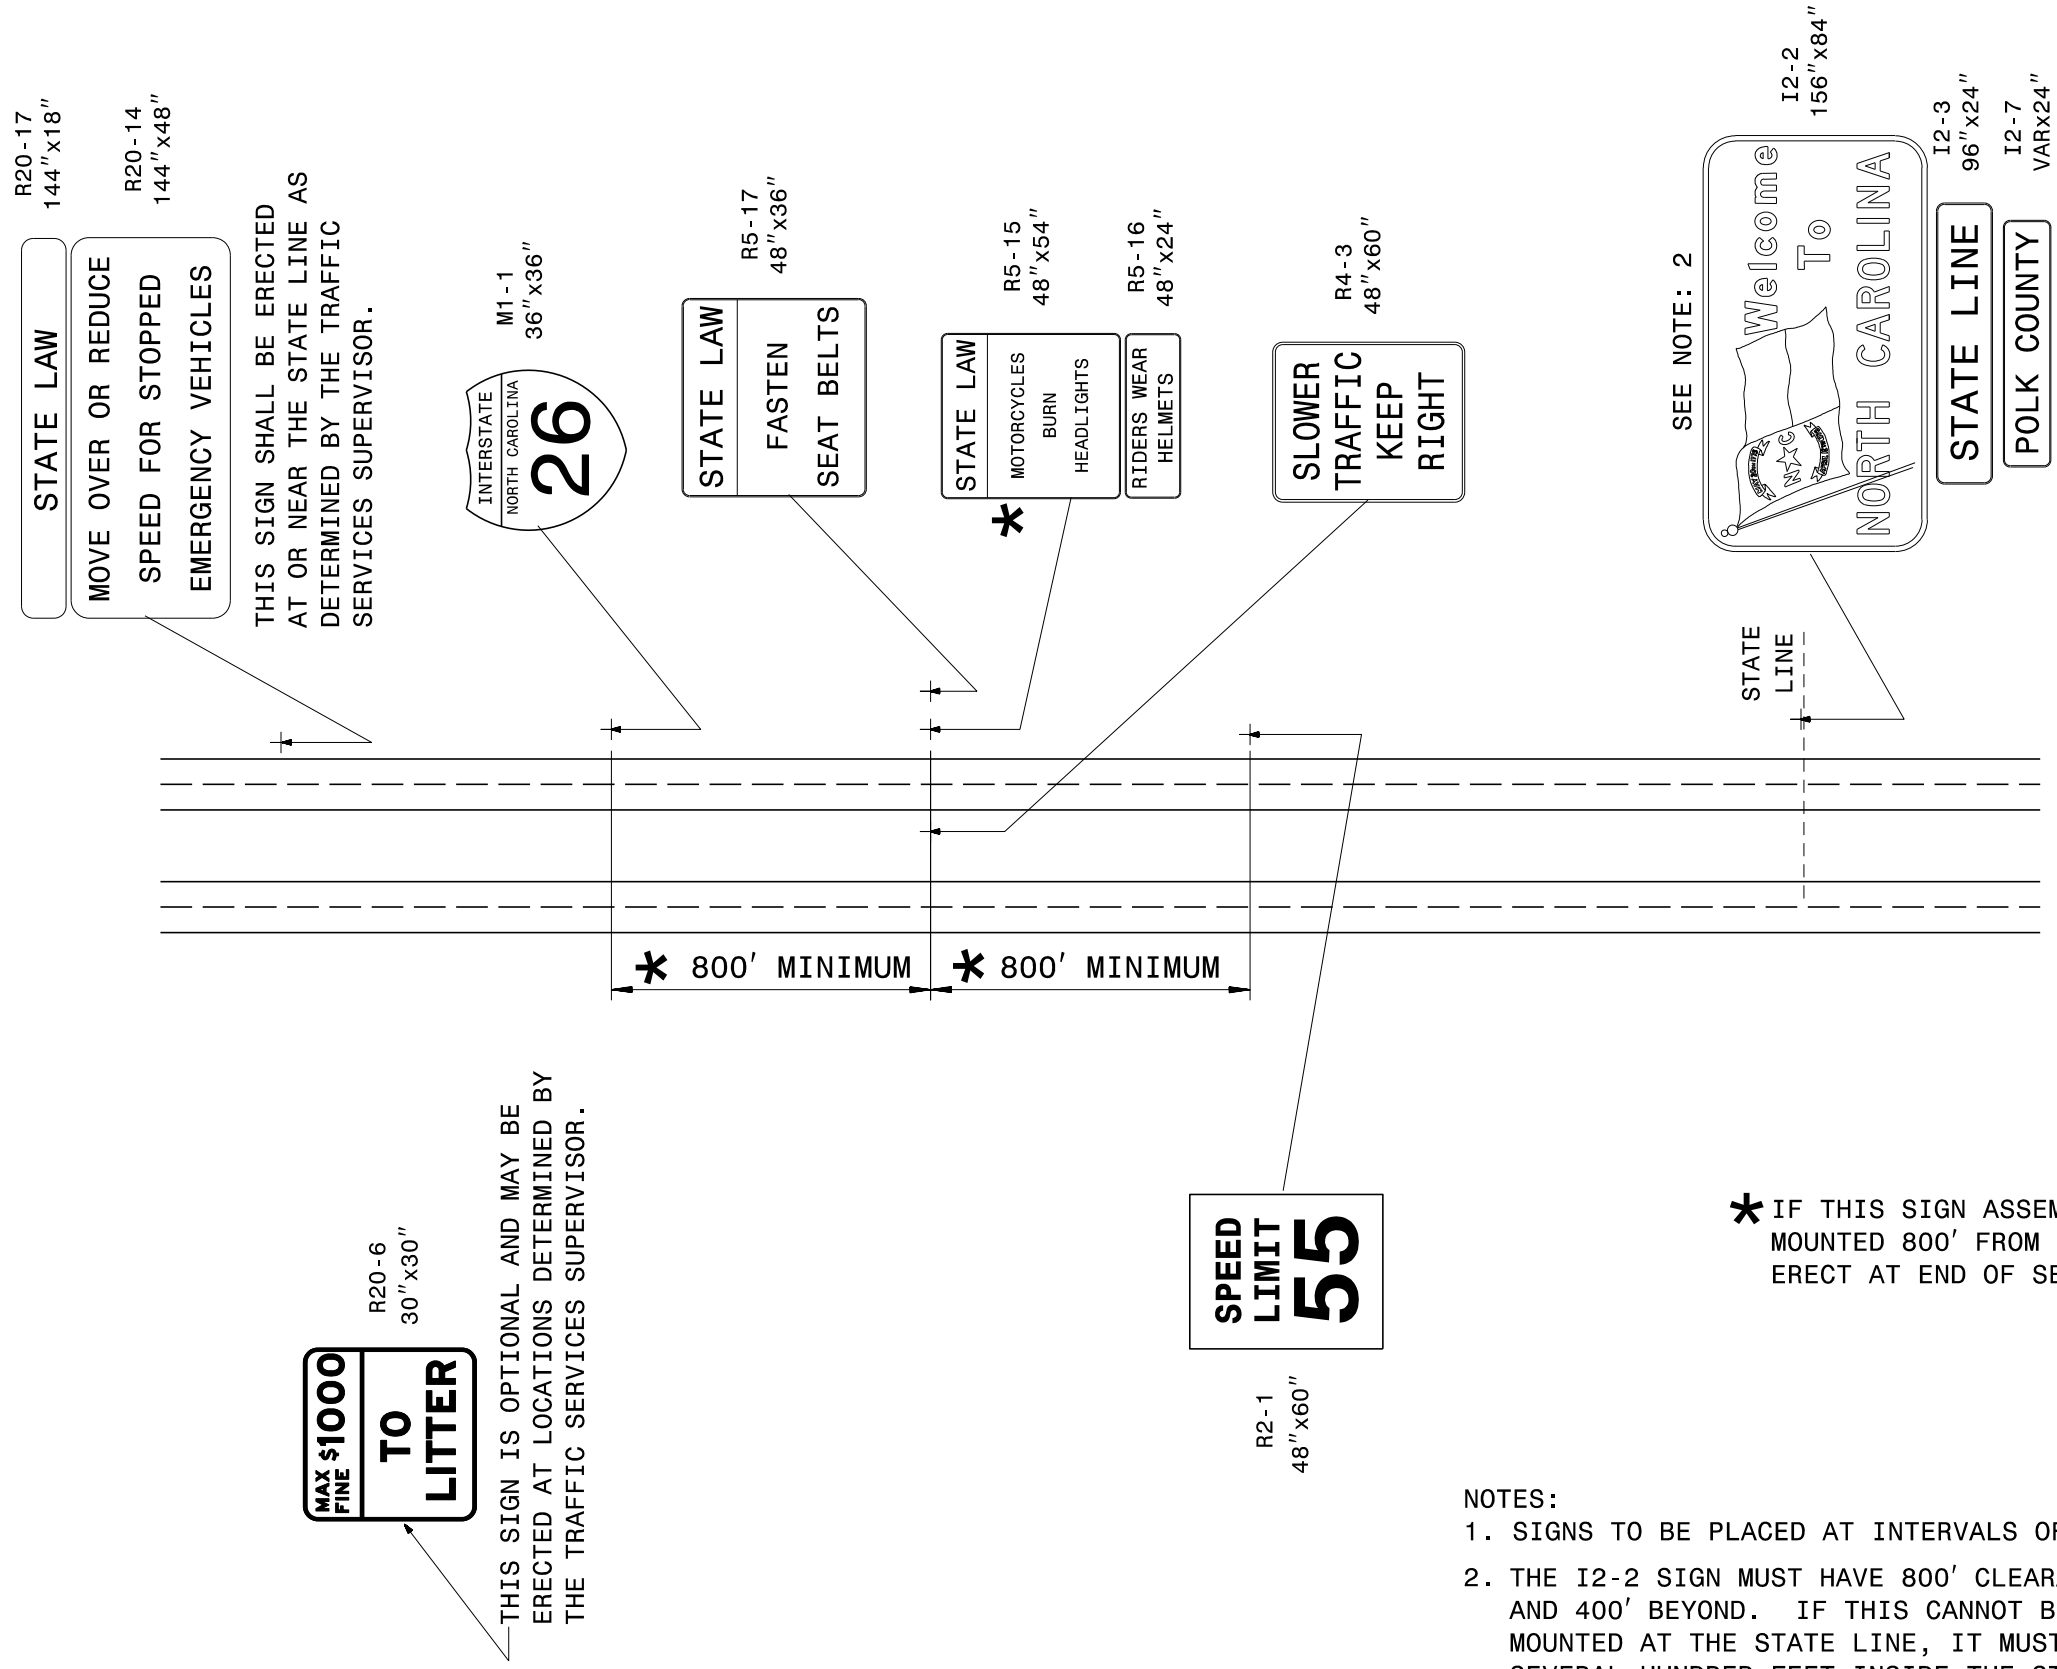 R20-17
144"x18"
STATE LAW
R20-14
144"x48"
MOVE OVER OR REDUCE
SPEED FOR STOPPED
EMERGENCY VEHICLES
THIS SIGN SHALL BE ERECTED
AT OR NEAR THE STATE LINE AS
DETERMINED BY THE TRAFFIC
SERVICES SUPERVISOR.
M1-1
36"x36"
INTERSTATE
NORTH CAROLINA
26
R5-17
48"x36"
STATE LAW
FASTEN
SEAT BELTS
R5-15
48"x54"
STATE LAW
* MOTORCYCLES
BURN
HEADLIGHTS
R5-16
48"x24"
RIDERS WEAR
HELMETS
R4-3
48"x60"
SLOWER
TRAFFIC
KEEP
RIGHT
SEE NOTE: 2
I2-2
156"x84"
Welcome
To
NORTH CAROLINA
N C
I2-3
96"x24"
STATE LINE
I2-7
VARx24"
POLK COUNTY
STATE
LINE
* 800' MINIMUM
* 800' MINIMUM
R20-6
30"x30"
MAX
FINE $1000
TO
LITTER
THIS SIGN IS OPTIONAL AND MAY BE
ERECTED AT LOCATIONS DETERMINED BY
THE TRAFFIC SERVICES SUPERVISOR.
SPEED
LIMIT
55
R2-1
48"x60"
* IF THIS SIGN
MOUNTED 800' FROM
ERECT AT END OF
NOTES:
1. SIGNS TO BE PLACED AT INTERVALS
2. THE I2-2 SIGN MUST HAVE 800'
AND 400' BEYOND. IF THIS CANNOT
MOUNTED AT THE STATE LINE, IT MUST
SEVERAL HUNDRED FEET INSIDE THE